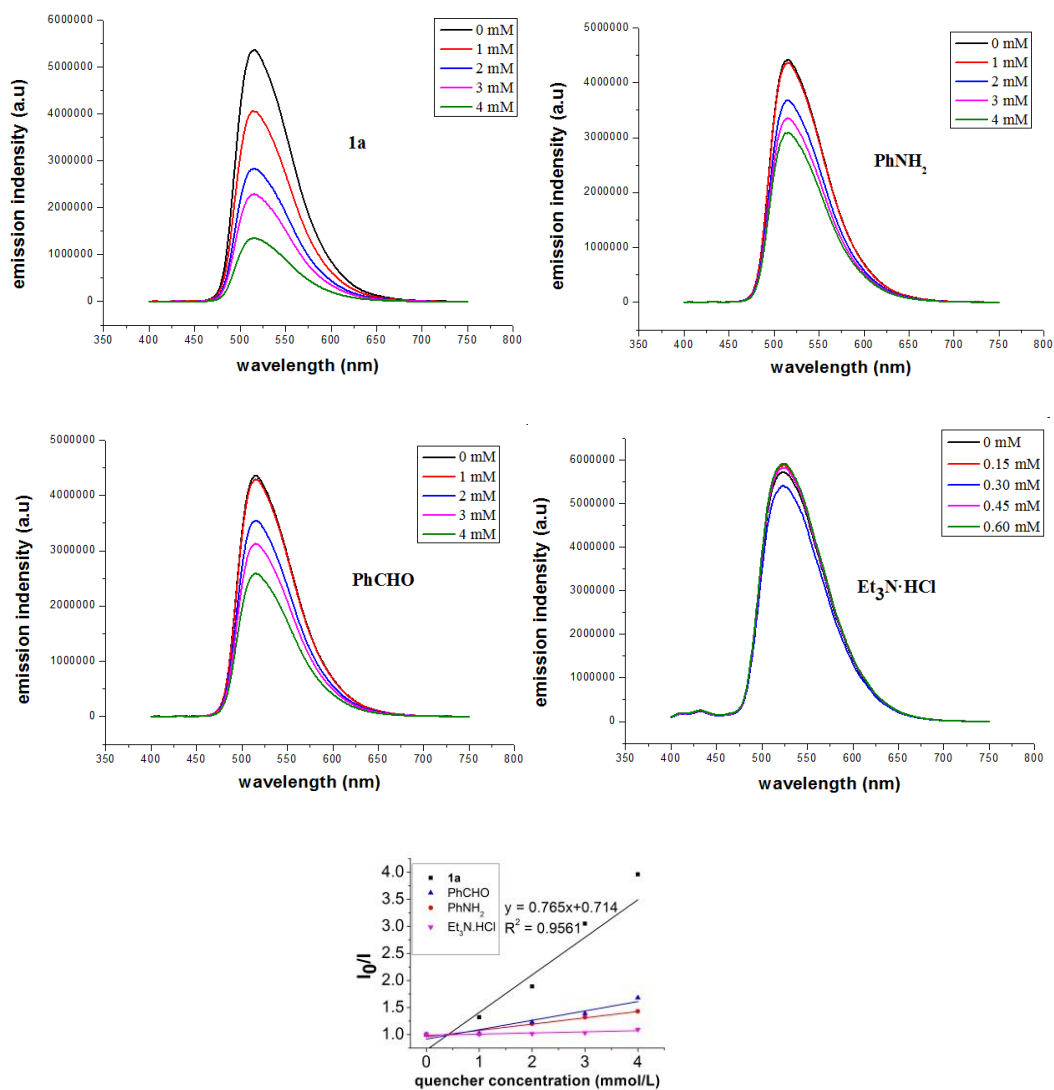 6000000
5000000
4000000
3000000
2000000
1000000
0
350 400 450 500 550 600 650 700 750 800
emission indensity (a.u)
wavelength (nm)
0 mM
1 mM
2 mM
3 mM
4 mM
1a
5000000
4000000
3000000
2000000
1000000
0
350 400 450 500 550 600 650 700 750 800
emission indensity (a.u)
wavelength (nm)
0 mM
1 mM
2 mM
3 mM
4 mM
PhNH₂
5000000
4000000
3000000
2000000
1000000
0
350 400 450 500 550 600 650 700 750 800
emission indensity (a.u)
wavelength (nm)
0 mM
1 mM
2 mM
3 mM
4 mM
PhCHO
6000000
5000000
4000000
3000000
2000000
1000000
0
350 400 450 500 550 600 650 700 750 800
emission indensity (a.u)
wavelength (nm)
0 mM
0.15 mM
0.30 mM
0.45 mM
0.60 mM
Et₃N·HCl
4.0
3.5
3.0
2.5
2.0
1.5
1.0
I₀/I
1a
PhCHO
PhNH₂ y = 0.765x+0.714
Et₃N.HCl R² = 0.9561
0 1 2 3 4
quencher concentration (mmol/L)